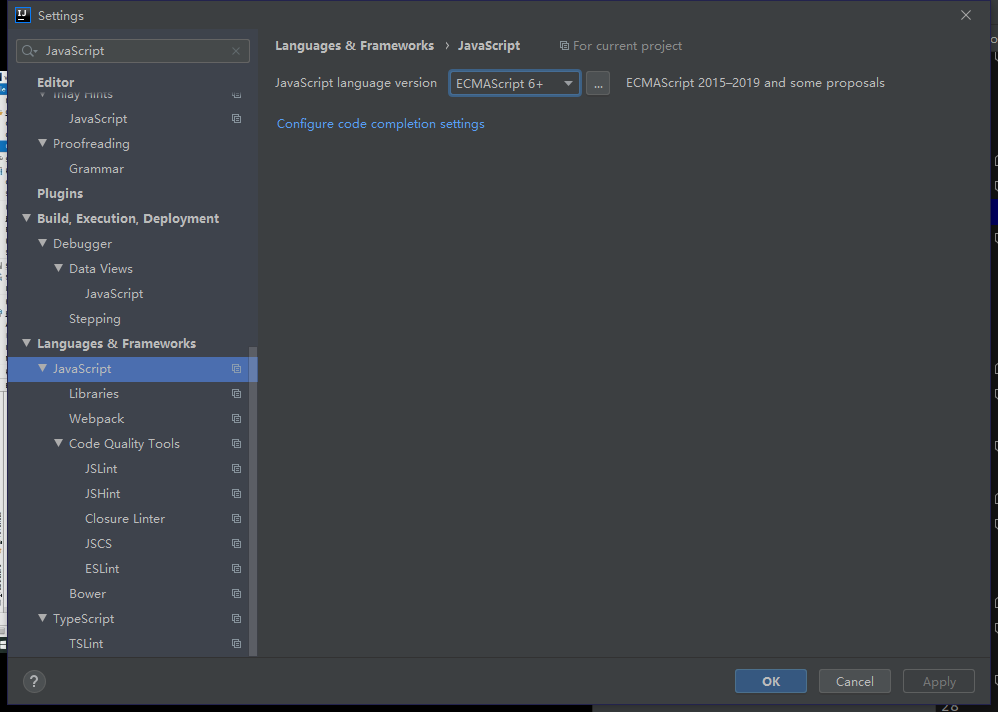 Settings
JavaScript
Editor
Inlay Hints
JavaScript
Proofreading
Grammar
Plugins
Build, Execution, Deployment
Debugger
Data Views
JavaScript
Stepping
Languages & Frameworks
JavaScript
Libraries
Webpack
Code Quality Tools
JSLint
JSHint
Closure Linter
JSCS
ESLint
Bower
TypeScript
TSLint
Languages & Frameworks › JavaScript For current project
JavaScript language version ECMAScript 6+ ... ECMAScript 2015–2019 and some proposals
Configure code completion settings
? OK Cancel Apply
28